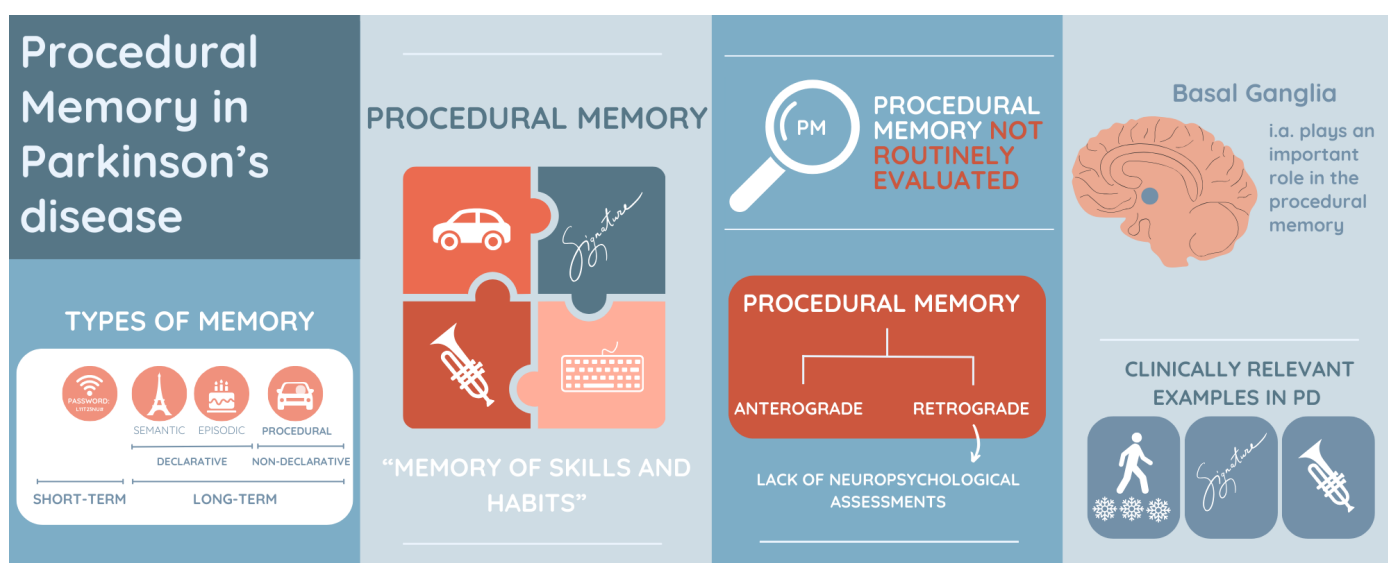 Procedural
Memory in
Parkinson's
disease
TYPES OF MEMORY
PASSWORD:
SEMANTIC
EPISODIC
PROCEDURAL
DECLARATIVE
NON-DECLARATIVE
SHORT-TERM
LONG-TERM
PROCEDURAL MEMORY
Signature
“MEMORY OF SKILLS AND
HABITS”
PM
PROCEDURAL
MEMORY NOT
ROUTINELY
EVALUATED
PROCEDURAL MEMORY
ANTEROGRADE
RETROGRADE
LACK OF NEUROPSYCHOLOGICAL
ASSESSMENTS
Basal Ganglia
i.a. plays an
important
role in the
procedural
memory
CLINICALLY RELEVANT
EXAMPLES IN PD
Signature